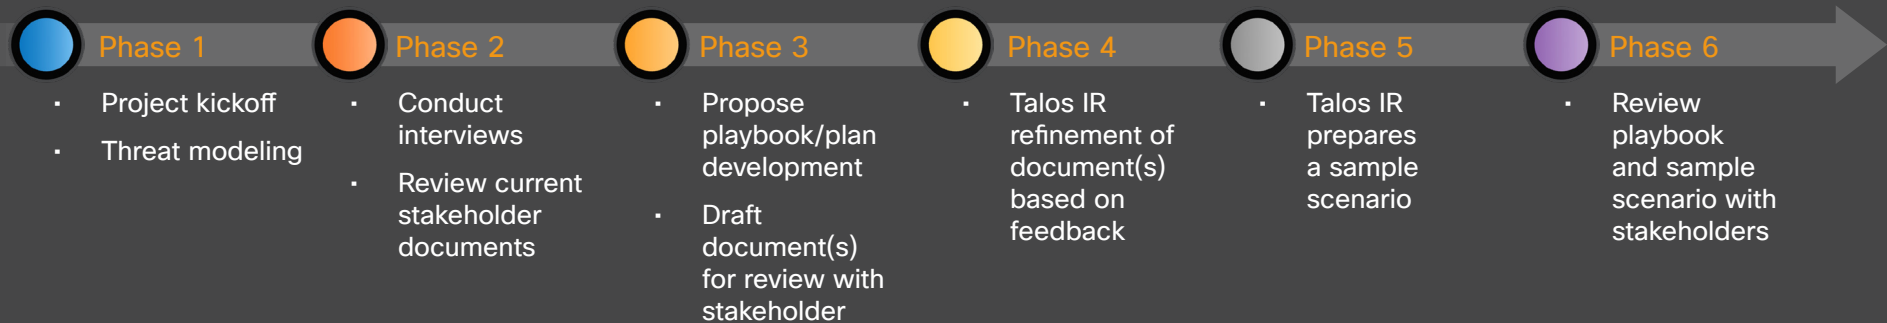 Phase 1
▪ Project kickoff
▪ Threat modeling
Phase 2
▪ Conduct
interviews
▪ Review current
stakeholder
documents
Phase 3
▪ Propose
playbook/plan
development
▪ Draft
document(s)
for review with
stakeholder
Phase 4
▪ Talos IR
refinement of
document(s)
based on
feedback
Phase 5
▪ Talos IR
prepares
a sample
scenario
Phase 6
▪ Review
playbook
and sample
scenario with
stakeholders